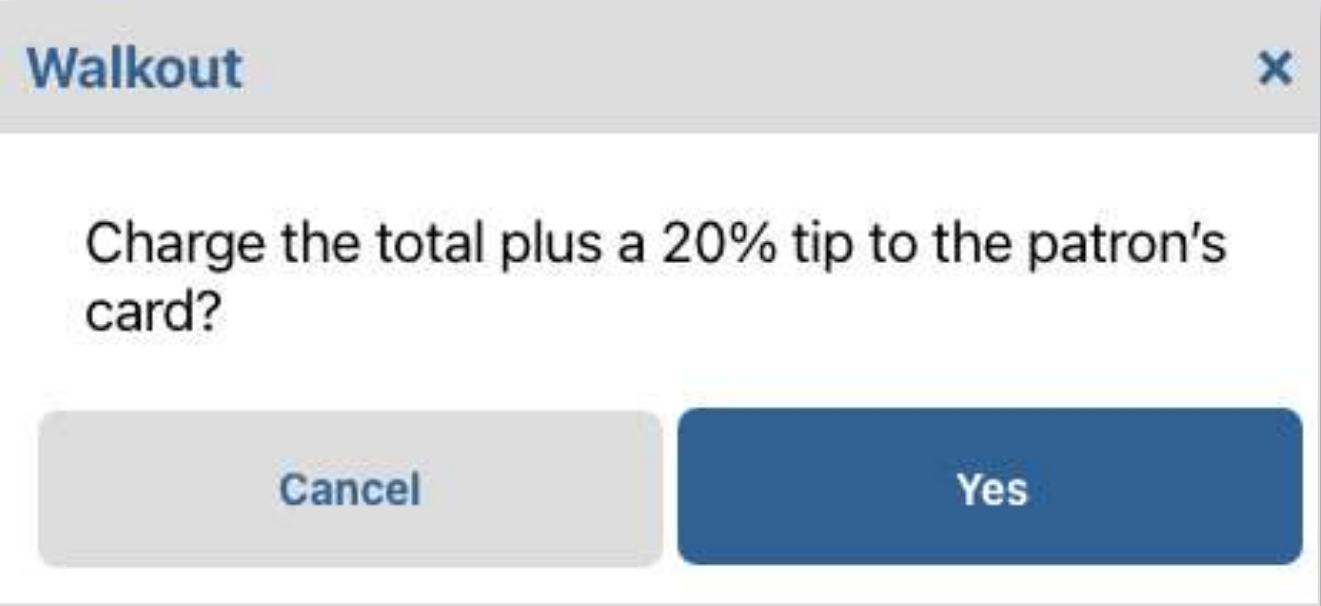 Walkout ×
Charge the total plus a 20% tip to the patron’s
card?
Cancel Yes